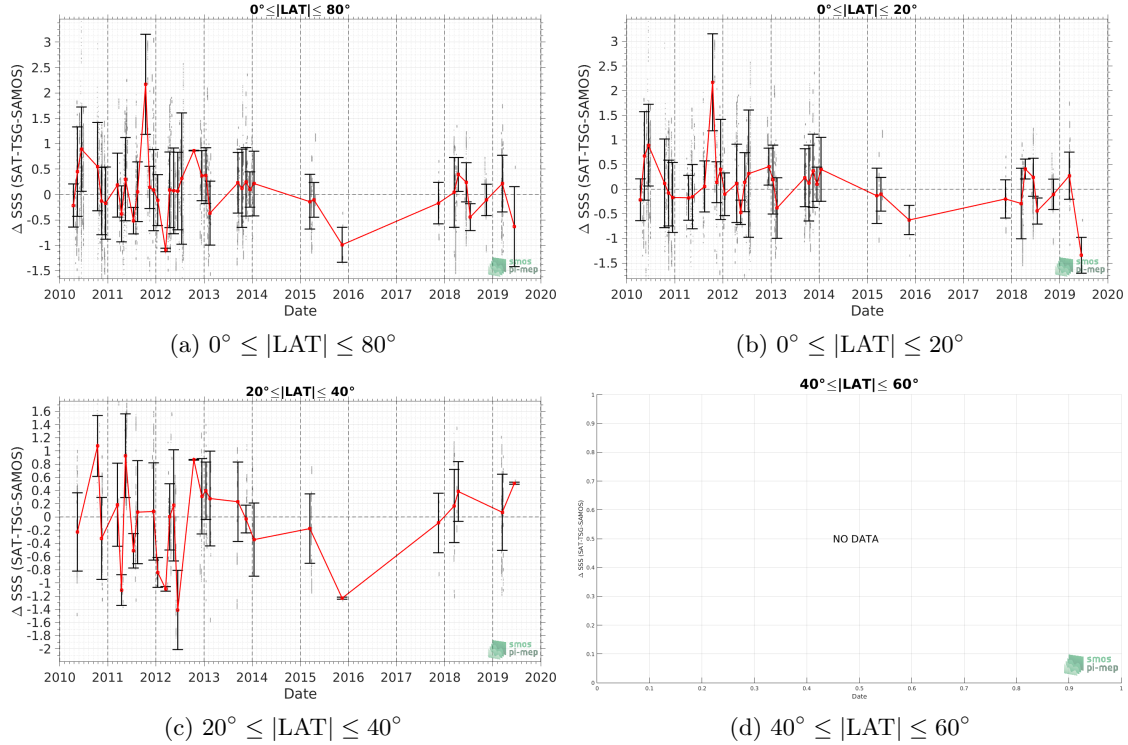 0°≤|LAT|≤ 80°
Δ SSS (SAT-TSG-SAMOS)
3
2.5
2
1.5
1
0.5
0
-0.5
-1
-1.5
2010 2011 2012 2013 2014 2015 2016 2017 2018 2019 2020
Date
smos
pi-mep
(a) 0° ≤ |LAT| ≤ 80°
0°≤|LAT|≤ 20°
Δ SSS (SAT-TSG-SAMOS)
3
2.5
2
1.5
1
0.5
0
-0.5
-1
-1.5
2010 2011 2012 2013 2014 2015 2016 2017 2018 2019 2020
Date
smos
pi-mep
(b) 0° ≤ |LAT| ≤ 20°
20°≤|LAT|≤ 40°
Δ SSS (SAT-TSG-SAMOS)
1.6
1.4
1.2
1
0.8
0.6
0.4
0.2
0
-0.2
-0.4
-0.6
-0.8
-1
-1.2
-1.4
-1.6
-1.8
-2
2010 2011 2012 2013 2014 2015 2016 2017 2018 2019 2020
Date
smos
pi-mep
(c) 20° ≤ |LAT| ≤ 40°
40°≤|LAT|≤ 60°
Δ SSS (SAT-TSG-SAMOS)
1
0.9
0.8
0.7
0.6
0.5
0.4
0.3
0.2
0.1
0
NO DATA
0 0.1 0.2 0.3 0.4 0.5 0.6 0.7 0.8 0.9 1
Date
smos
pi-mep
(d) 40° ≤ |LAT| ≤ 60°